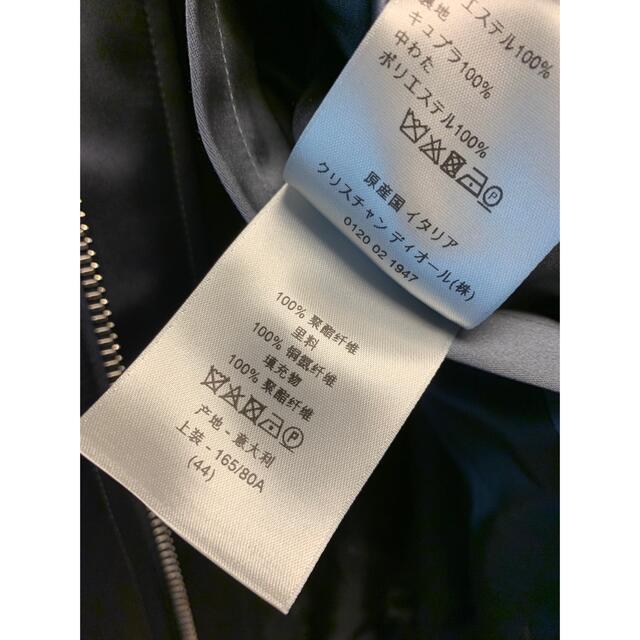 裏地
エステル100%
キュプラ100%
中わた
ポリエステル100%
P
原産国 イタリア
クリスチャン ディオール(株)
0120 02 1947
100% 聚酯纤维
里料
100% 铜氨纤维
填充物
100% 聚酯纤维
P
产地 - 意大利
上装 - 165/80A
(44)